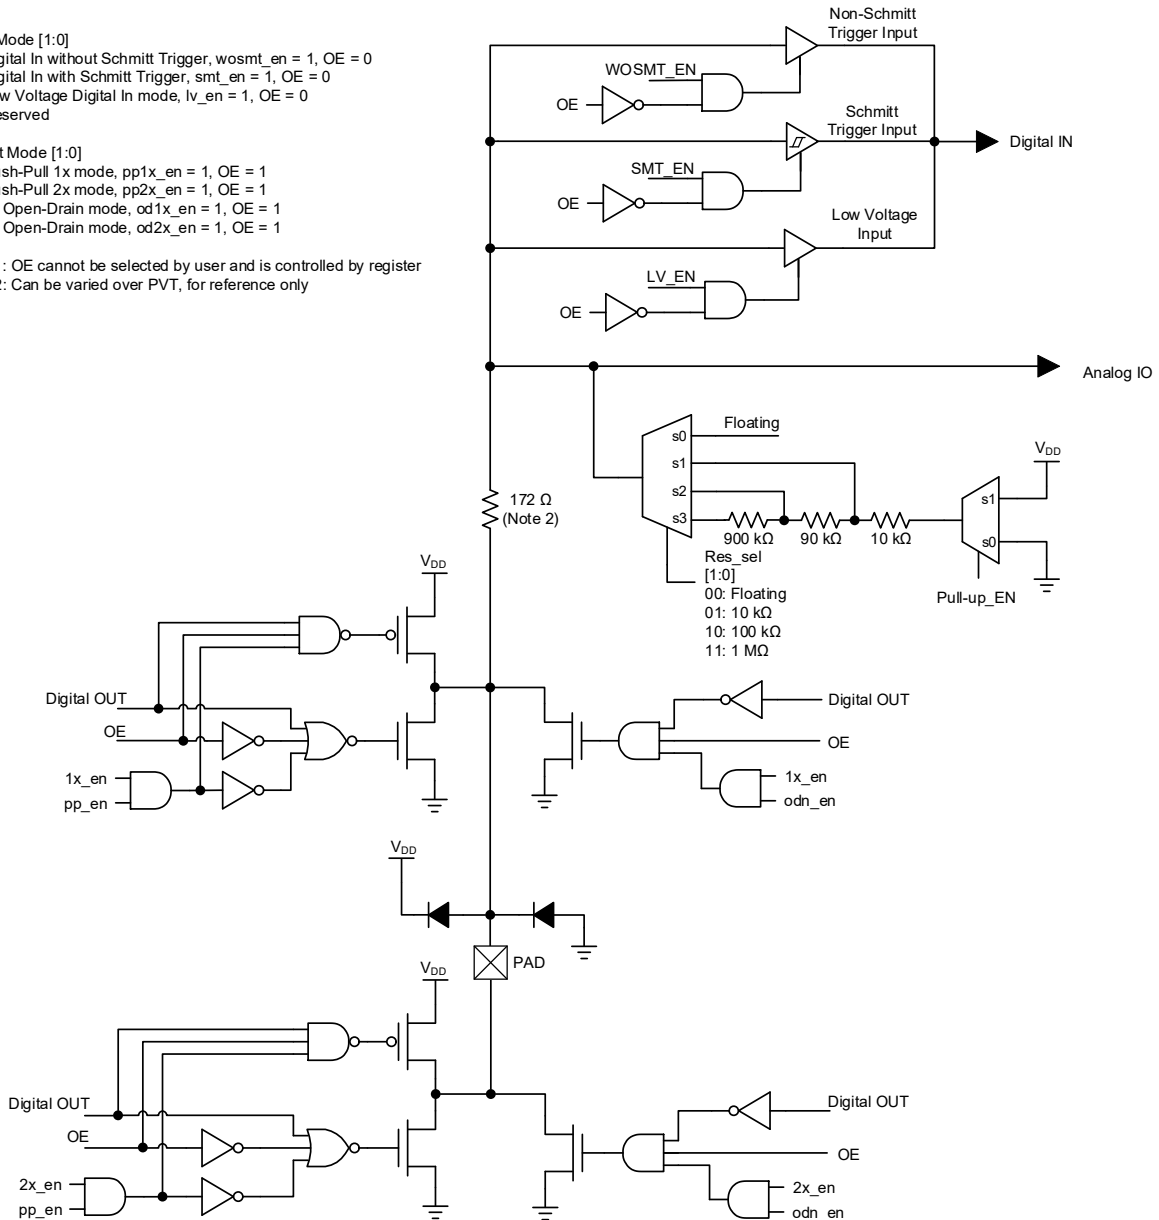 Mode [1:0]
gital In without Schmitt Trigger, wosmt_en = 1, OE = 0
gital In with Schmitt Trigger, smt_en = 1, OE = 0
w Voltage Digital In mode, lv_en = 1, OE = 0
eserved
t Mode [1:0]
ush-Pull 1x mode, pp1x_en = 1, OE = 1
ush-Pull 2x mode, pp2x_en = 1, OE = 1
Open-Drain mode, od1x_en = 1, OE = 1
Open-Drain mode, od2x_en = 1, OE = 1
: OE cannot be selected by user and is controlled by register
2: Can be varied over PVT, for reference only
Non-Schmitt
Trigger Input
WOSMT_EN
OE
Schmitt
Trigger Input
Digital IN
SMT_EN
OE
Low Voltage
Input
LV_EN
OE
Analog IO
Floating
s0
s1
s2
s3
900 kΩ
90 kΩ
10 kΩ
VDD
s1
s0
Pull-up_EN
Res_sel
[1:0]
00: Floating
01: 10 kΩ
10: 100 kΩ
11: 1 MΩ
172 Ω
(Note 2)
VDD
Digital OUT
OE
1x_en
pp_en
Digital OUT
OE
1x_en
odn_en
VDD
PAD
VDD
Digital OUT
OE
2x_en
pp_en
Digital OUT
OE
2x_en
odn_en